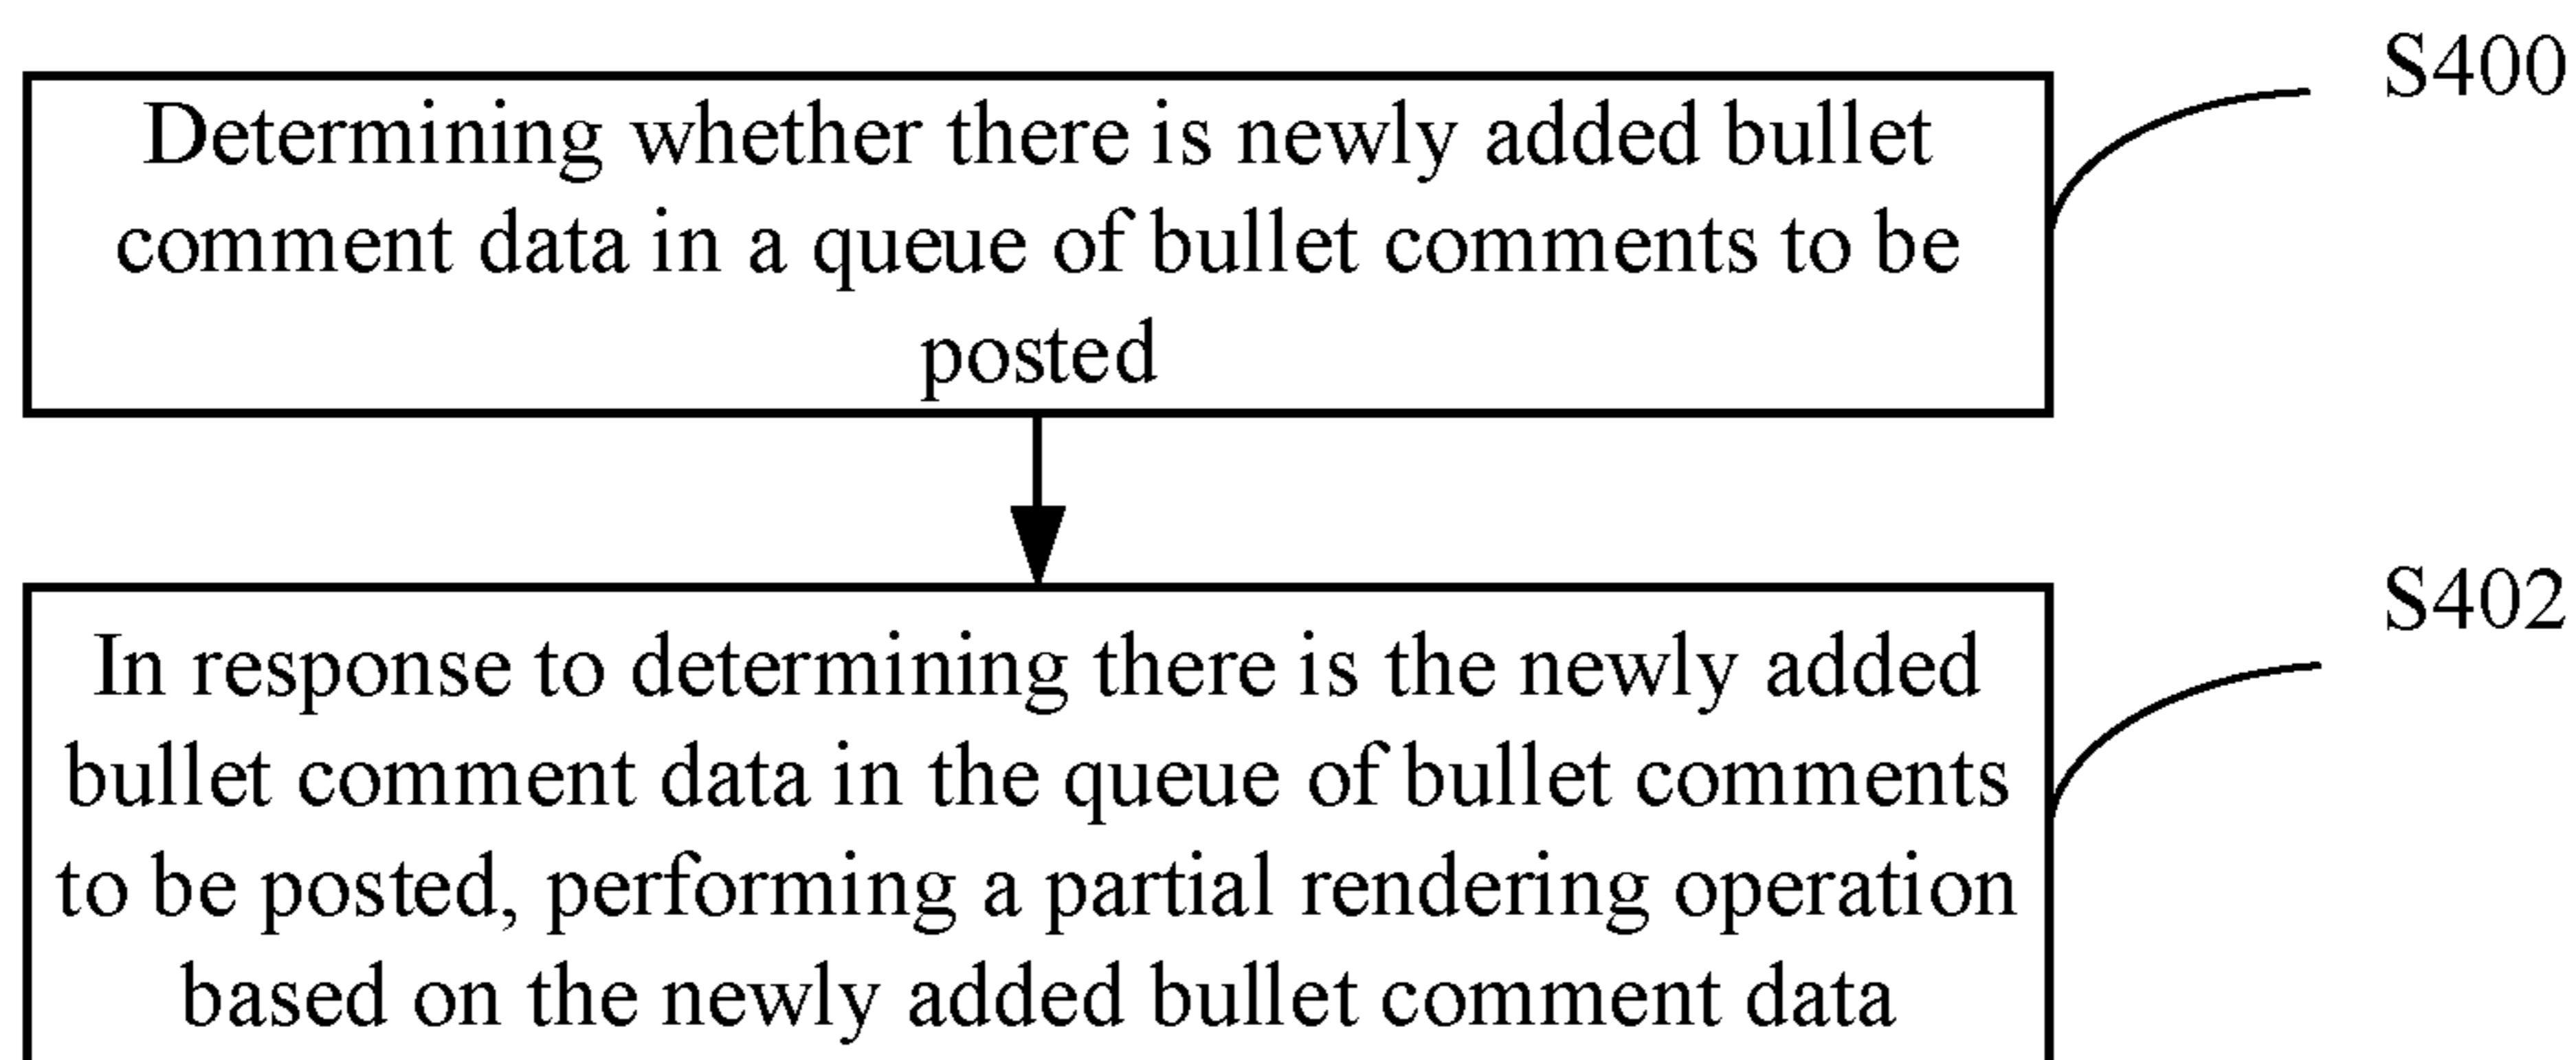 S400
Determining whether there is newly added bullet
comment data in a queue of bullet comments to be
posted
S402
In response to determining there is the newly added
bullet comment data in the queue of bullet comments
to be posted, performing a partial rendering operation
based on the newly added bullet comment data